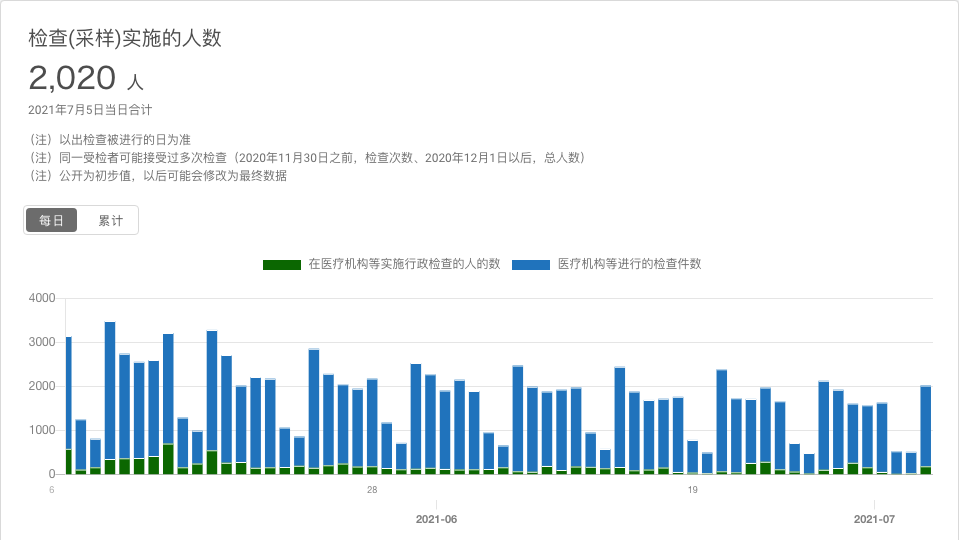 检查(采样)实施的人数
2,020 人
2021年7月5日当日合计
（注）以出检查被进行的日为准
（注）同一受检者可能接受过多次检查（2020年11月30日之前，检查次数、2020年12月1日以后，总人数）
（注）公开为初步值，以后可能会修改为最终数据
每日 累计
在医疗机构等实施行政检查的人的数 医疗机构等进行的检查件数
4000
3000
2000
1000
0
6 28 19
2021-06 2021-07